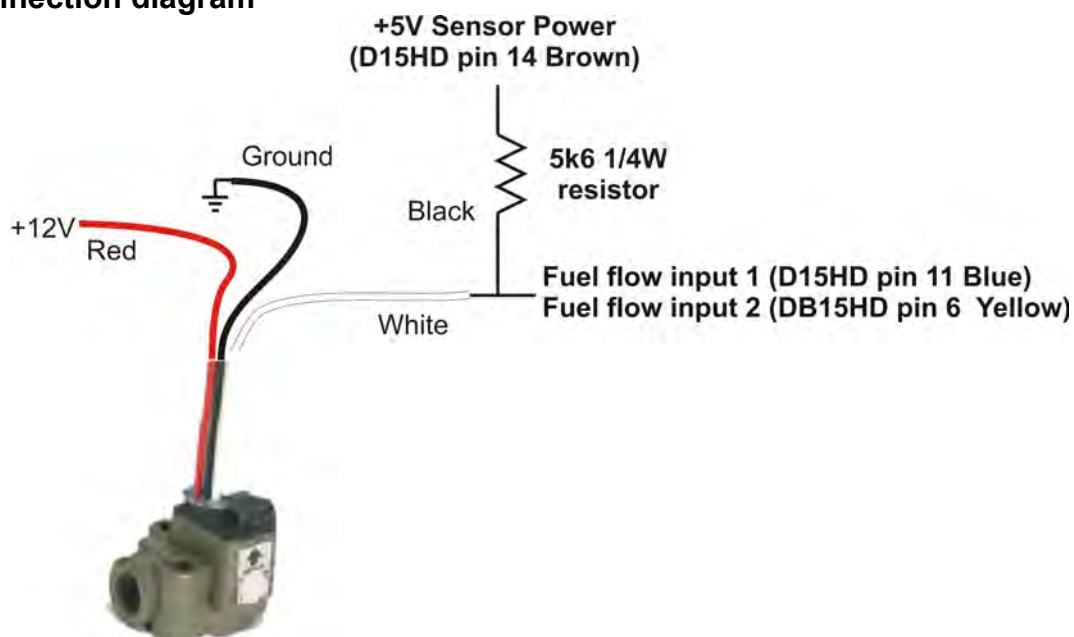 nnection diagram
+5V Sensor Power
(D15HD pin 14 Brown)
Ground
5k6 1/4W
resistor
Black
+12V
Red
Fuel flow input 1 (D15HD pin 11 Blue)
Fuel flow input 2 (DB15HD pin 6 Yellow)
White